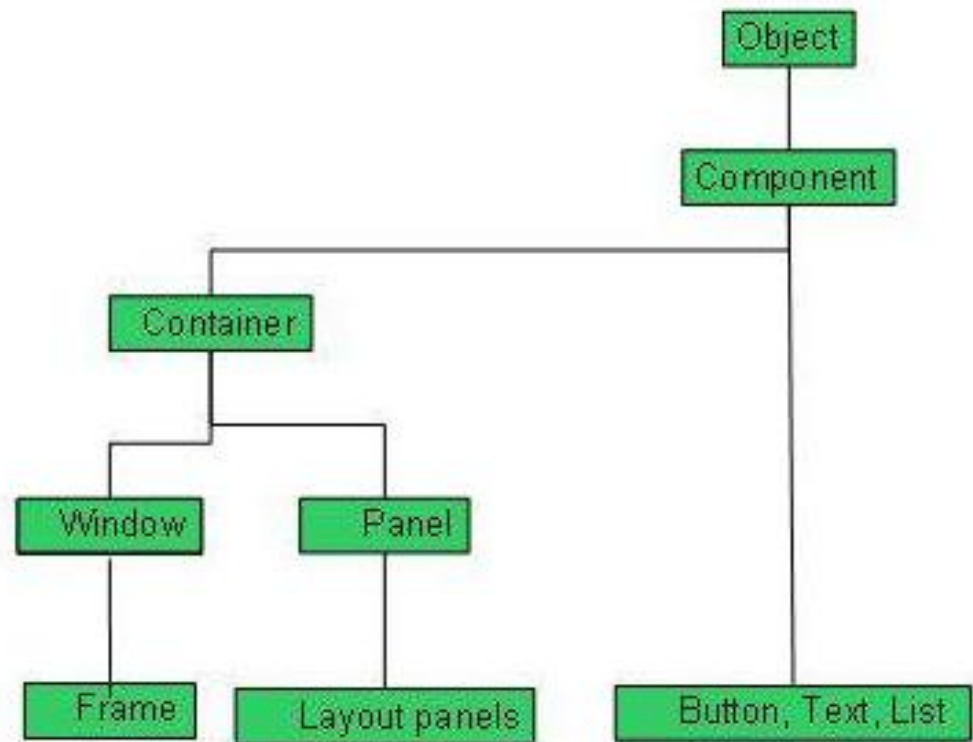 Object
Component
Container
Window
Panel
Frame
Layout panels
Button, Text, List